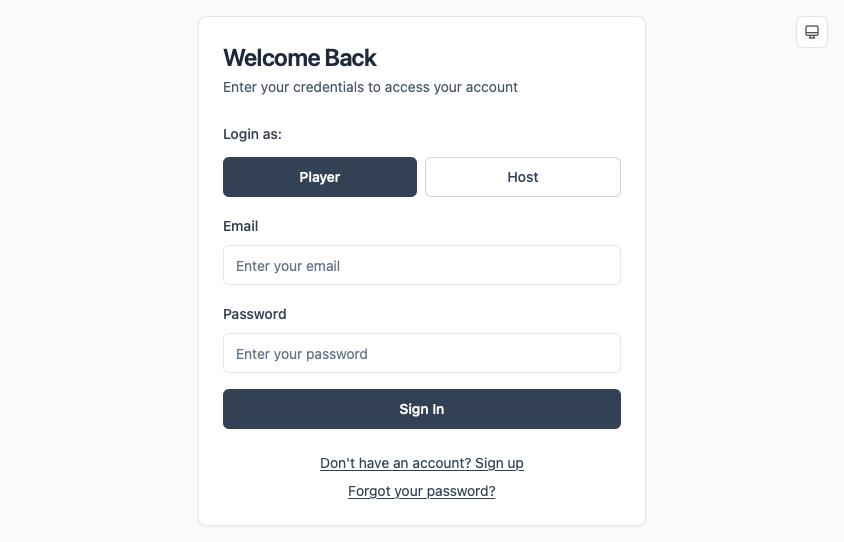 Welcome Back
Enter your credentials to access your account
Login as:
Player
Host
Email
Enter your email
Password
Enter your password
Sign In
Don't have an account? Sign up
Forgot your password?